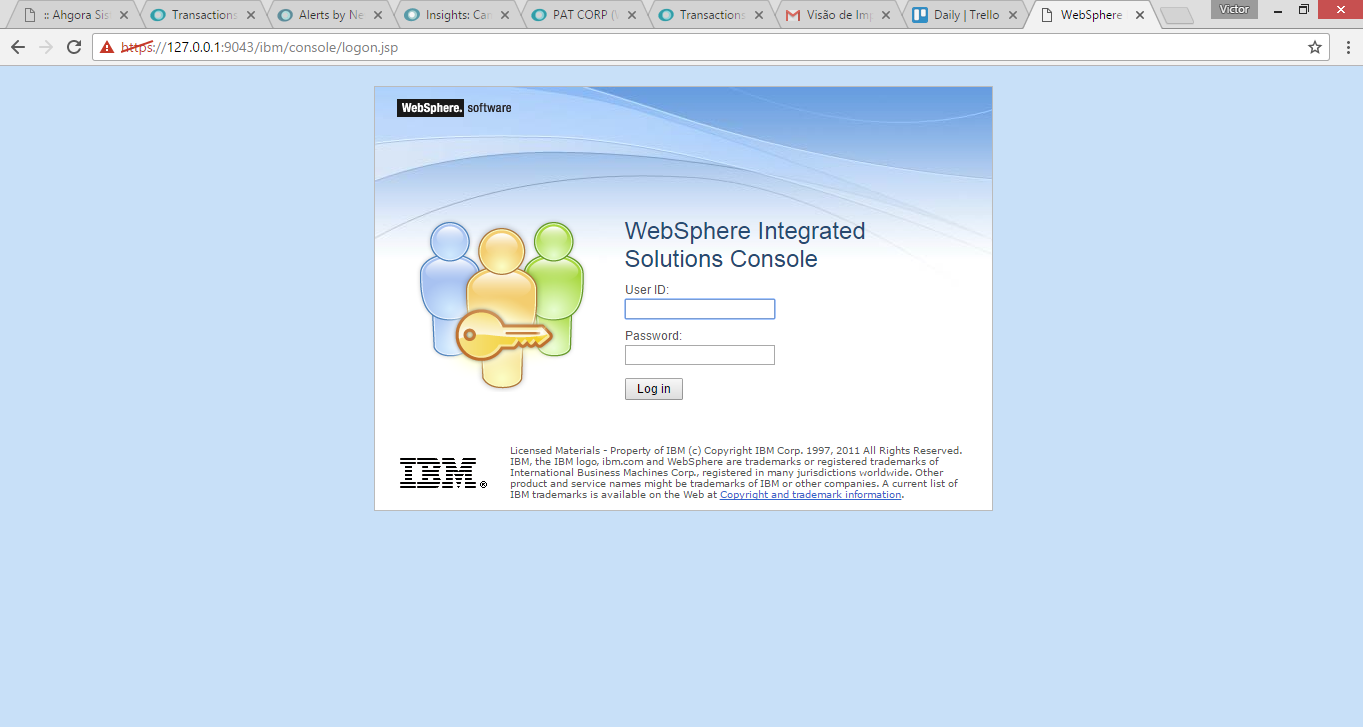 :: Ahgora Sis
Transactions
Alerts by Ne
Insights: Car
PAT CORP (
Transactions
Visão de Imp
Daily | Trello
WebSphere
Victor
https://127.0.0.1:9043/ibm/console/logon.jsp
WebSphere. software
WebSphere Integrated
Solutions Console
User ID:
Password:
Log in
IBM®
Licensed Materials - Property of IBM (c) Copyright IBM Corp. 1997, 2011 All Rights Reserved.
IBM, the IBM logo, ibm.com and WebSphere are trademarks or registered trademarks of
International Business Machines Corp., registered in many jurisdictions worldwide. Other
product and service names might be trademarks of IBM or other companies. A current list of
IBM trademarks is available on the Web at Copyright and trademark information.